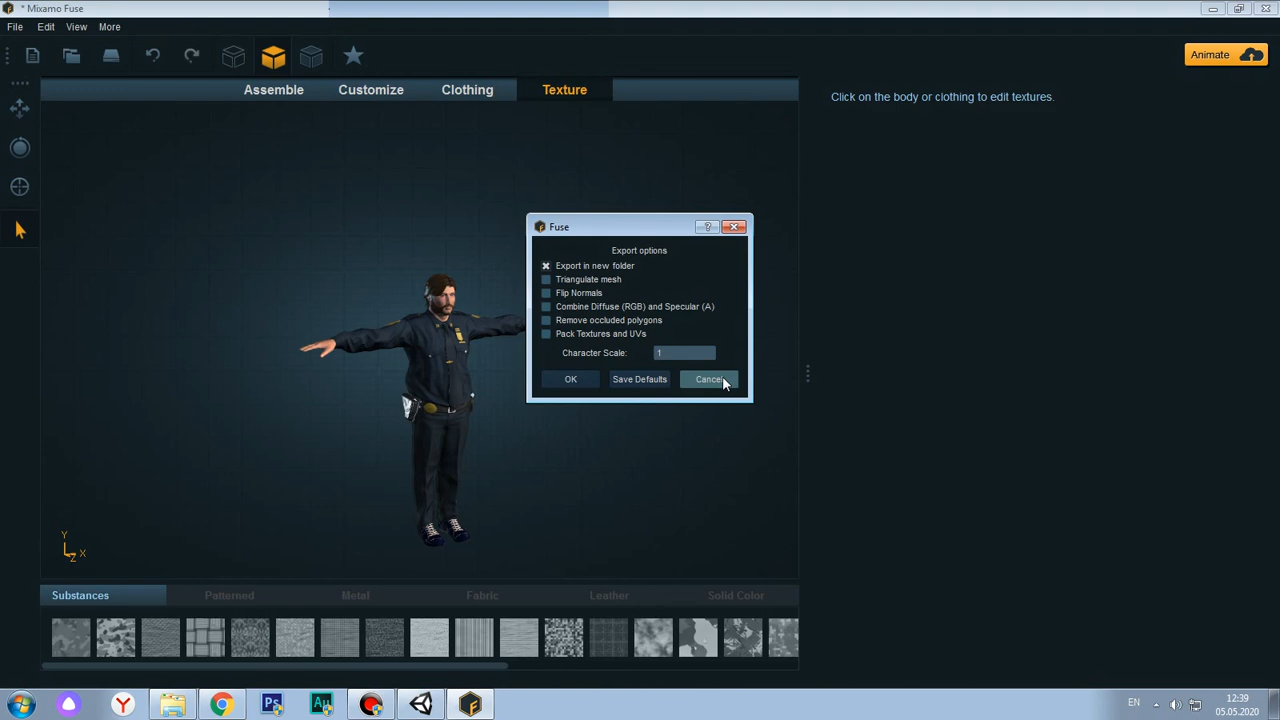 * Mixamo Fuse
File Edit View More
Animate
Assemble Customize Clothing Texture
Click on the body or clothing to edit textures.
Fuse
?
Export options
Export in new folder
Triangulate mesh
Flip Normals
Combine Diffuse (RGB) and Specular (A)
Remove occluded polygons
Pack Textures and UVs
Character Scale: 1
OK Save Defaults Cancel
Y
X
Z
Substances Patterned Metal Fabric Leather Solid Color
Y Ps Au EN 12:39
05.05.2020